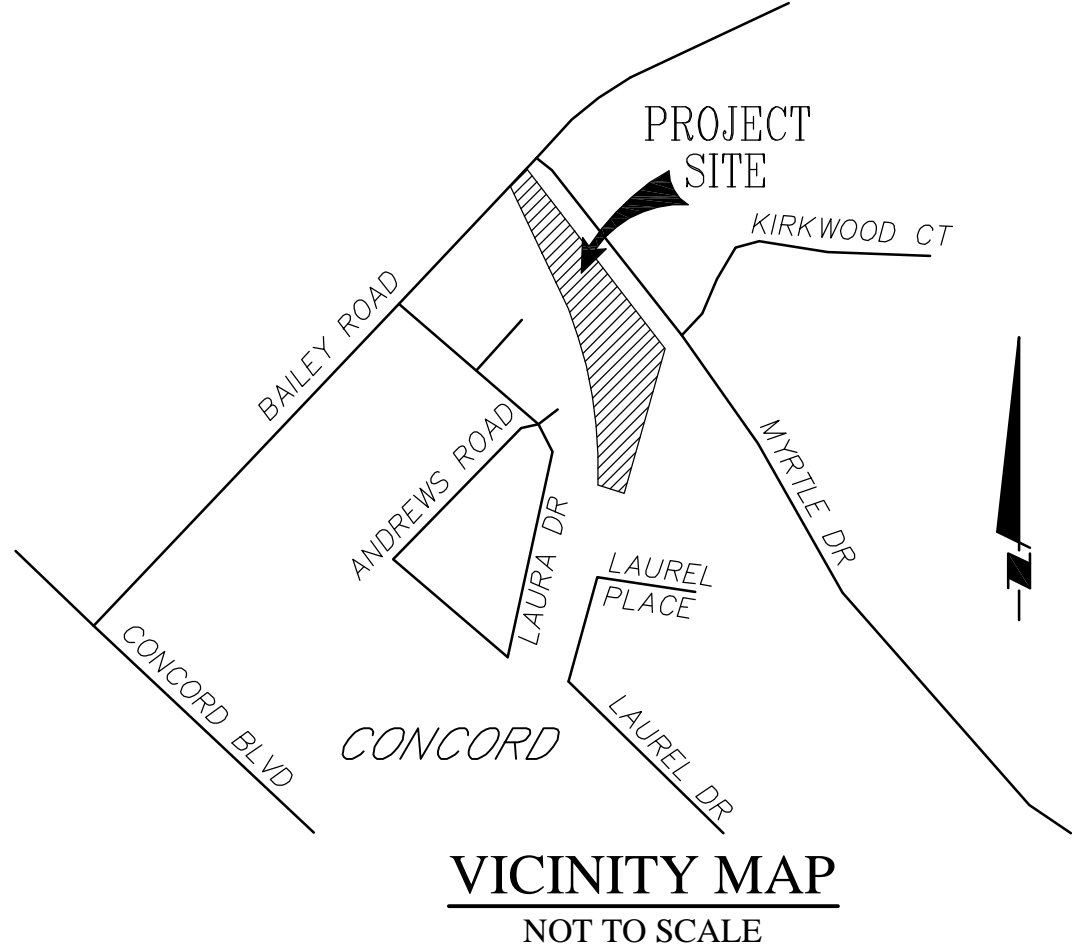 PROJECT
SITE
KIRKWOOD CT
BAILEY ROAD
MYRTLE DR
ANDREWS ROAD
LAURA DR
N
LAUREL
PLACE
CONCORD BLVD
LAUREL DR
CONCORD
VICINITY MAP
NOT TO SCALE